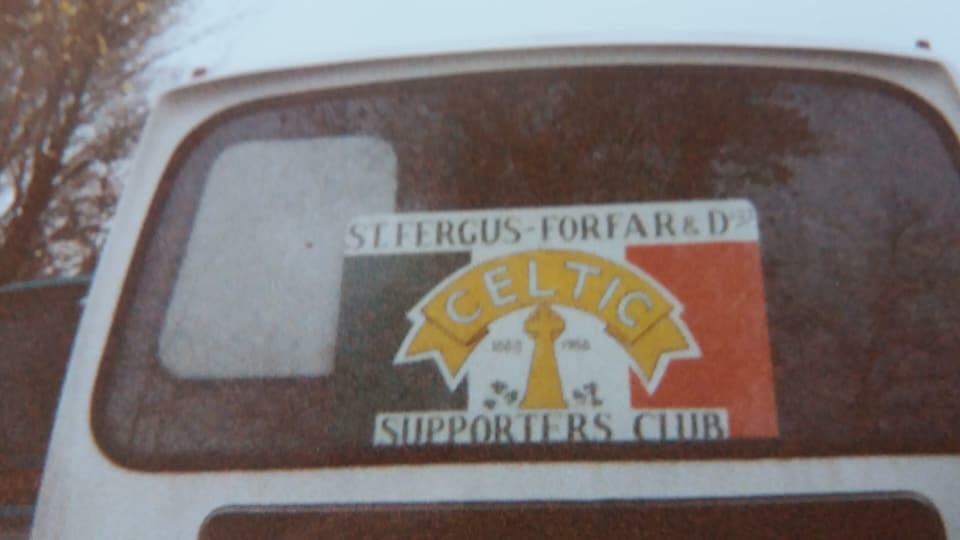 ST. FERGUS-FORFAR & D
CELTIC
1888 1988
SUPPORTERS CLUB